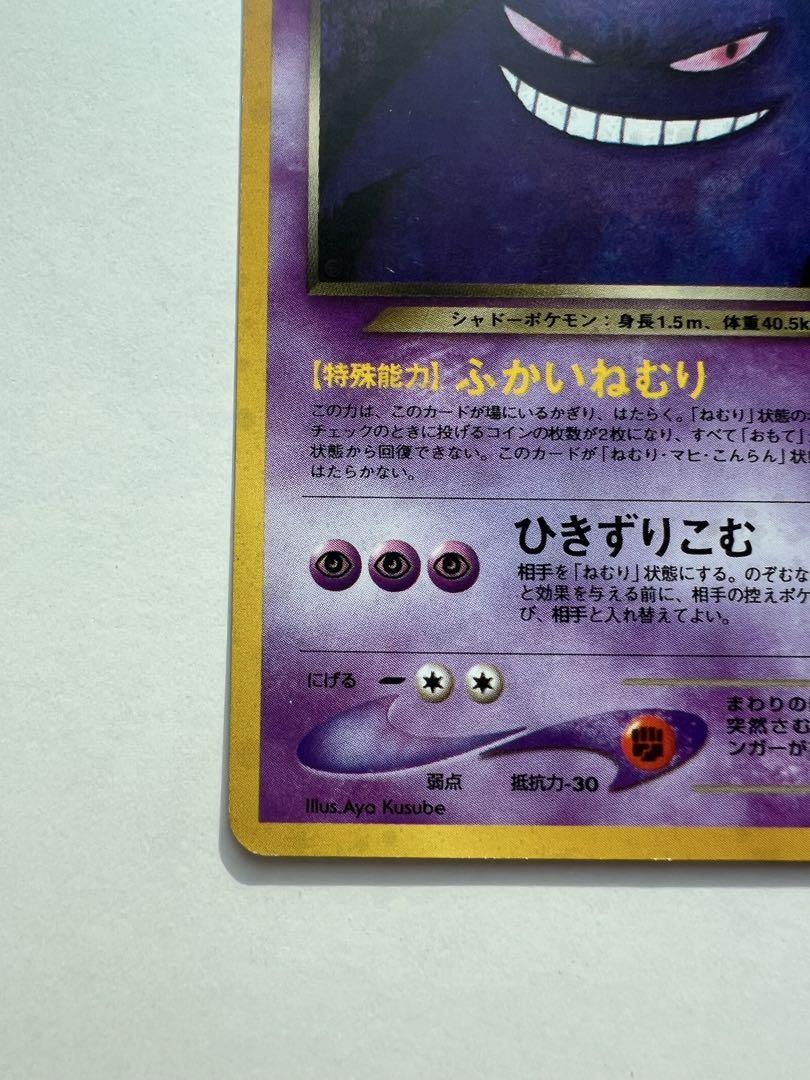 シャドーポケモン：身長1.5m、体重40.5k
【特殊能力】ふかいねむり
この力は、このカードが場にいるかぎり、はたらく。「ねむり」状態の
チェックのときに投げるコインの枚数が2枚になり、すべて「おもて」
状態から回復できない。このカードが「ねむり・マヒ・こんらん」状
はたらかない。
ひきずりこむ
相手を「ねむり」状態にする。のぞむな
と効果を与える前に、相手の控えポケ
び、相手と入れ替えてよい。
にげる
まわりの
突然さむ
ンガーが
弱点 抵抗力-30
Illus.Aya Kusube